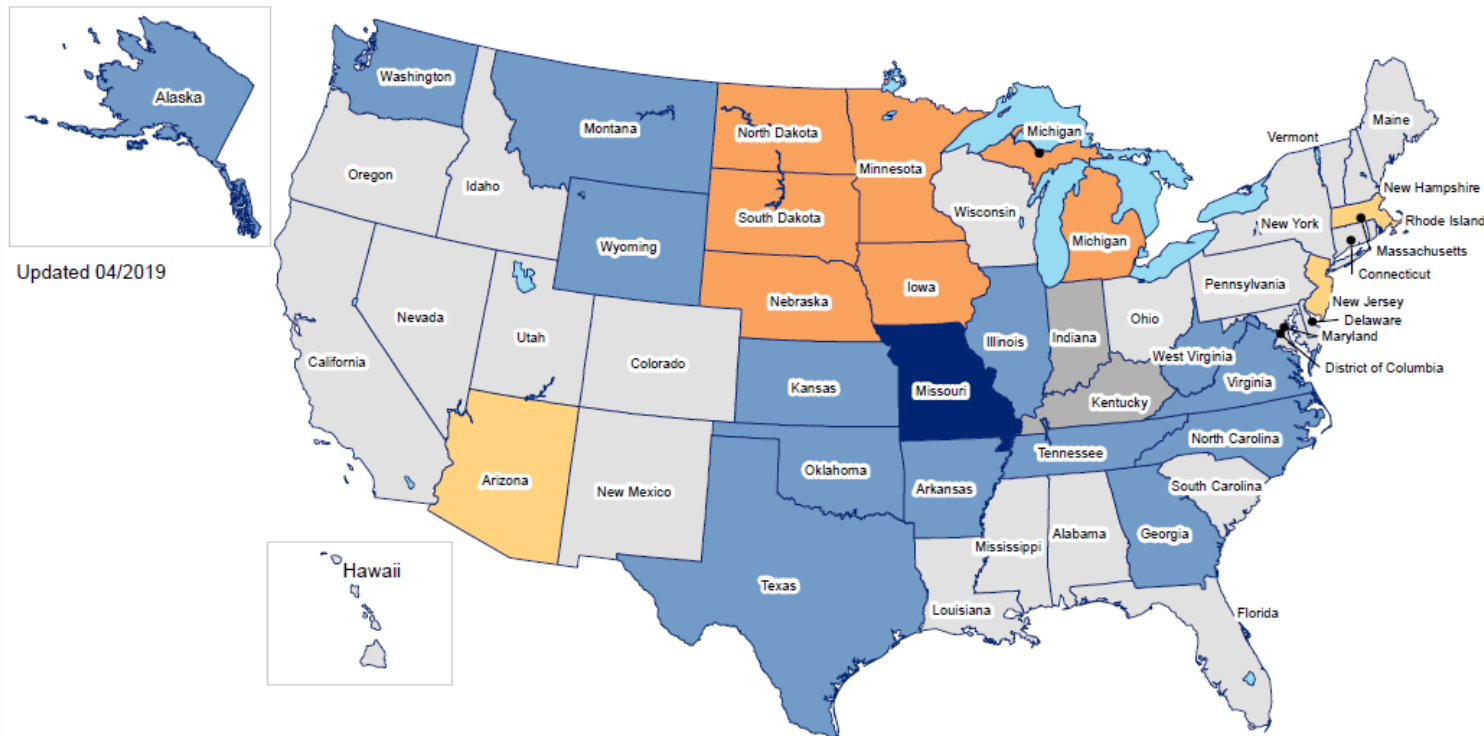 Washington
Alaska
Montana
North Dakota
Michigan
Maine
Vermont
Minnesota
Oregon
Idaho
New Hampshire
Wisconsin
South Dakota
New York
Rhode Island
Wyoming
Michigan
Massachusetts
Updated 04/2019
Connecticut
Pennsylvania
Iowa
Nebraska
New Jersey
Nevada
Ohio
Delaware
Utah
Illinois
Indiana
Maryland
California
West Virginia
Colorado
District of Columbia
Virginia
Kansas
Missouri
Kentucky
North Carolina
Tennessee
Oklahoma
Arizona
South Carolina
Arkansas
New Mexico
Georgia
Alabama
Mississippi
Hawaii
Texas
Louisiana
Florida